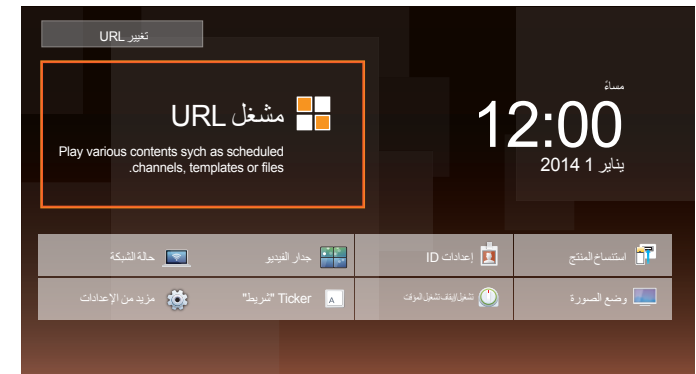 تغيير URL
مشغل URL
Play various contents sych as scheduled
.channels, templates or files
مساءً
12:00
يناير 1 2014
استنساخ المنتج
إعدادات ID
جدار الفيديو
حالة الشبكة
وضع الصورة
تشغيل/إيقاف تشغيل المؤقت
Ticker "شريط"
مزيد من الإعدادات